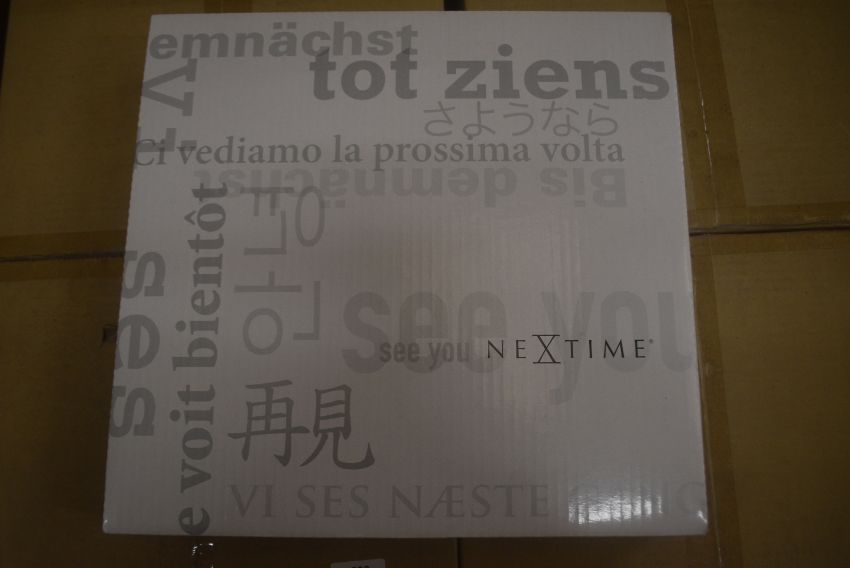 emnächst
tot ziens
さようなら
Ci vediamo la prossima volta
Bis demnächst
e voit bientôt
안녕
see you
see you NEXTIME
再見
VI SES NÆSTE
ses